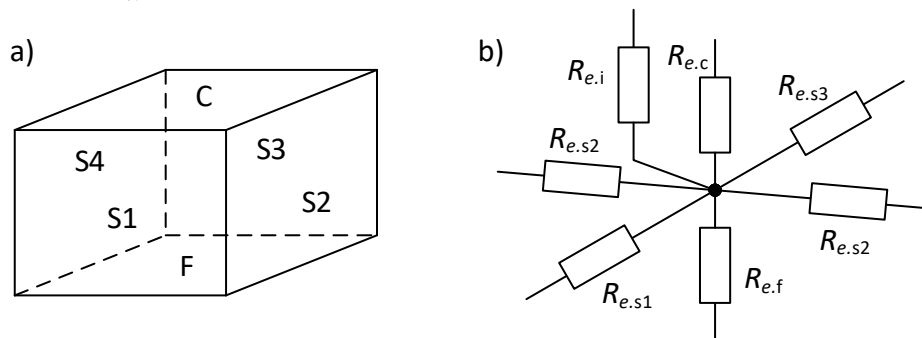 a)
C
S4
S3
S1
S2
F
b)
Re.i
Re.c
Re.s3
Re.s2
Re.s2
Re.s1
Re.f